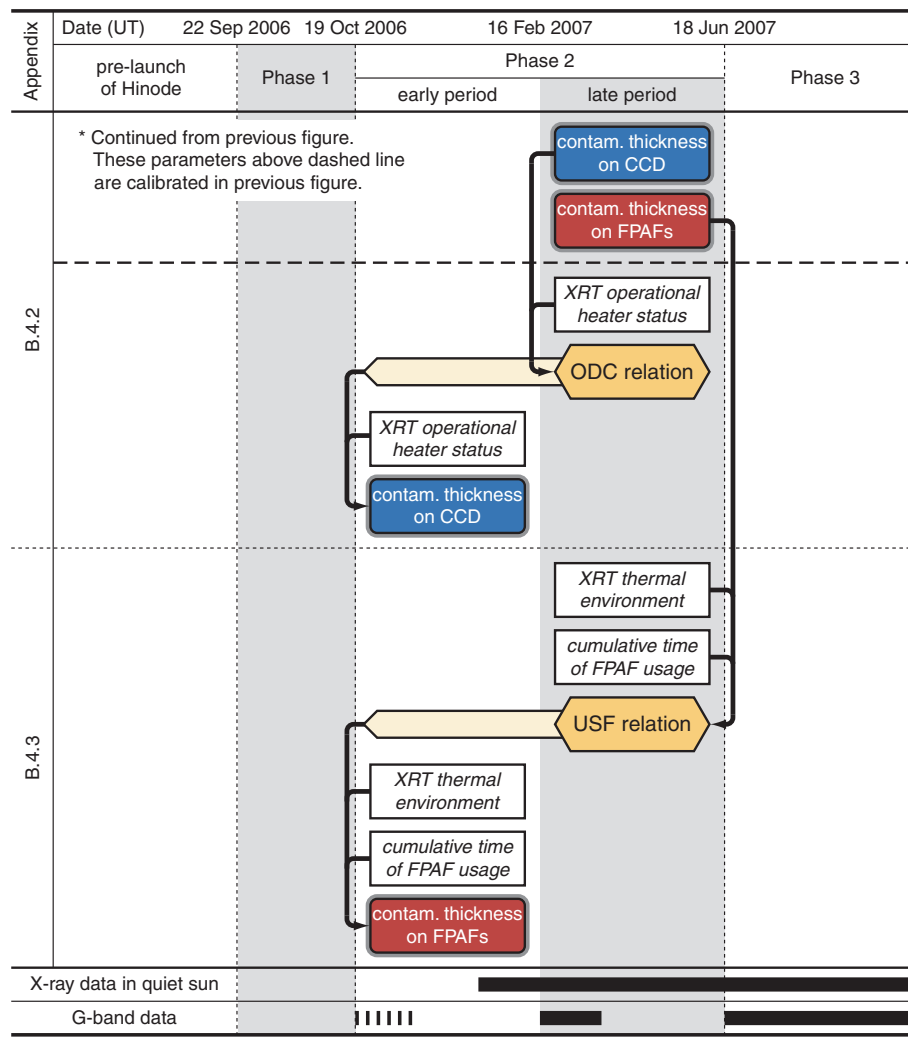 Appendix
Date (UT) 22 Sep 2006 19 Oct 2006 16 Feb 2007 18 Jun 2007
pre-launch
of Hinode
Phase 1
Phase 2
early period
late period
Phase 3
* Continued from previous figure.
These parameters above dashed line
are calibrated in previous figure.
contam. thickness
on CCD
contam. thickness
on FPAFs
B.4.2
XRT operational
heater status
ODC relation
XRT operational
heater status
contam. thickness
on CCD
B.4.3
XRT thermal
environment
cumulative time
of FPAF usage
USF relation
XRT thermal
environment
cumulative time
of FPAF usage
contam. thickness
on FPAFs
X-ray data in quiet sun
G-band data